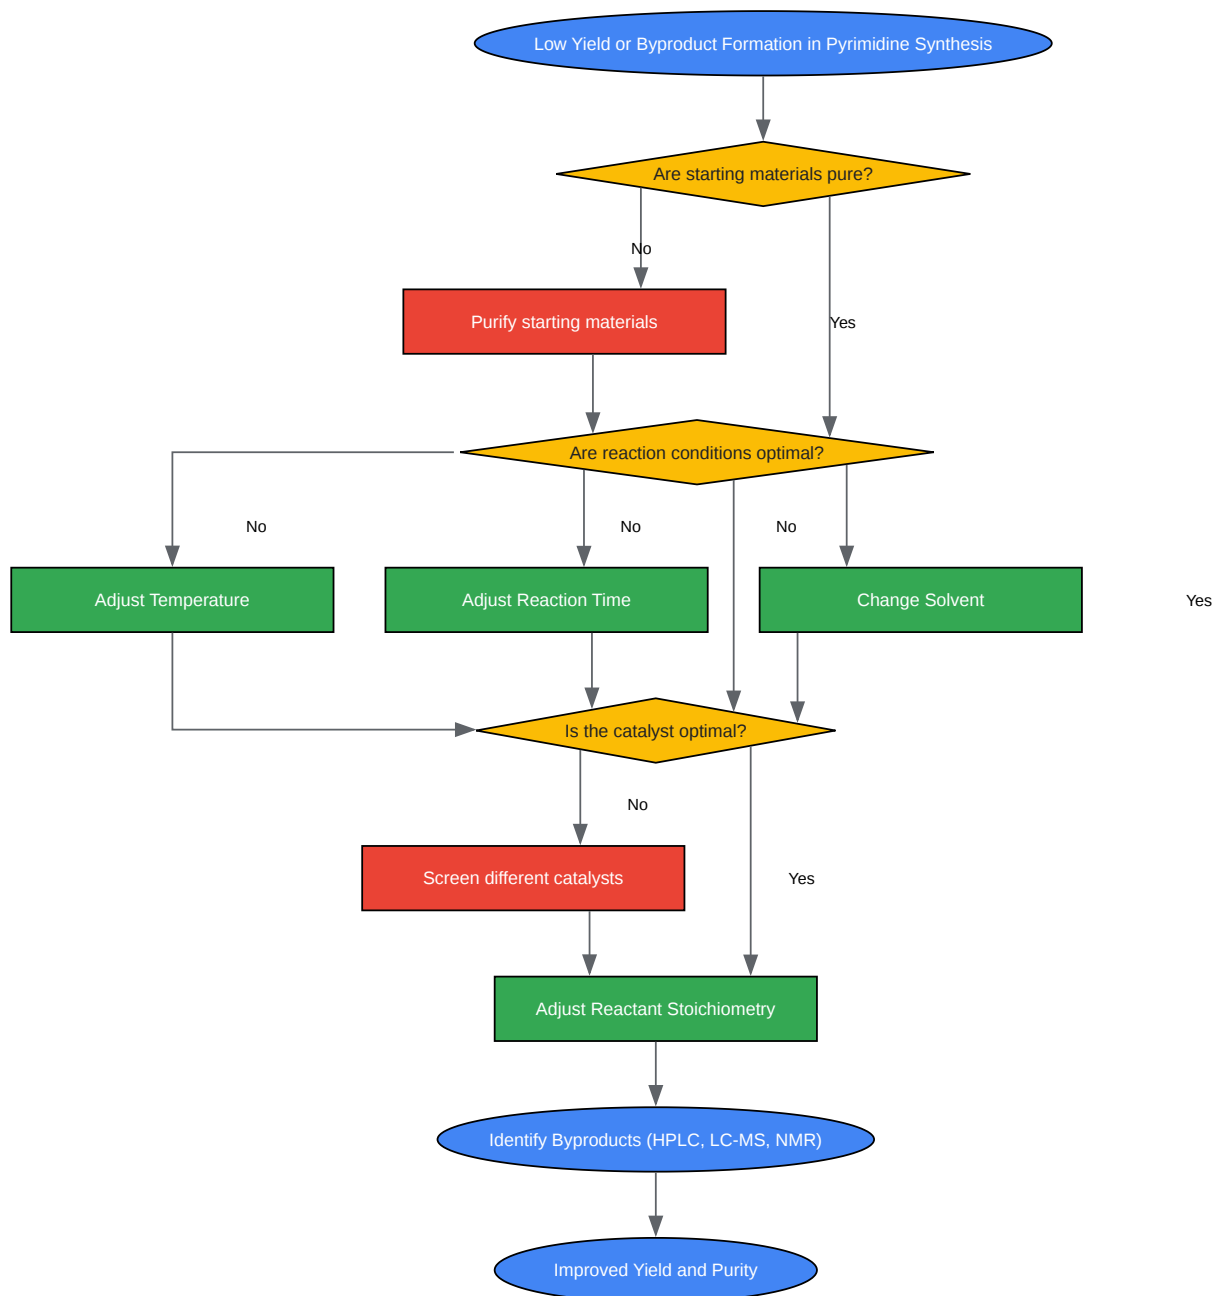 Low Yield or Byproduct Formation in Pyrimidine Synthesis
Are starting materials pure?
No
Purify starting materials
Yes
Are reaction conditions optimal?
No
No
No
Adjust Temperature
Adjust Reaction Time
Change Solvent
Yes
Is the catalyst optimal?
No
Screen different catalysts
Yes
Adjust Reactant Stoichiometry
Identify Byproducts (HPLC, LC-MS, NMR)
Improved Yield and Purity